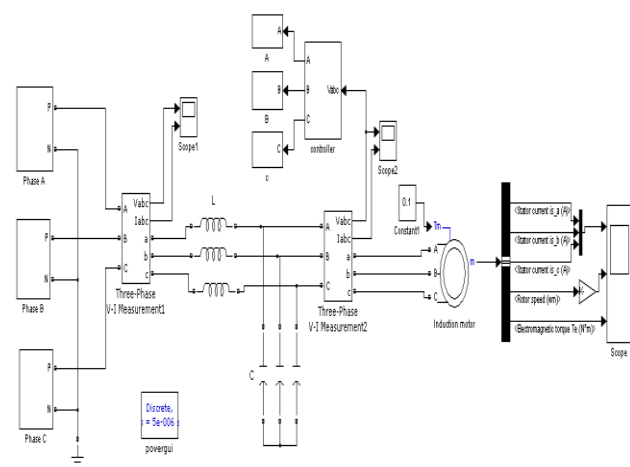 A
A
B
B
C
c
A
B
C
Vabc
controller
P
N
Phase A
Scope1
Scope2
L
Vabc
Iabc
A
a
B
b
C
c
Three-Phase
V-I Measurement1
Vabc
Iabc
A
a
B
b
C
c
Three-Phase
V-I Measurement2
0.1
Constant1
Tm
A
B
C
m
Induction motor
<Stator current is_a (A)>
<Stator current is_b (A)>
<Stator current is_c (A)>
<Rotor speed (wm)>
<Electromagnetic torque Te (N*m)>
Scope
P
N
Phase B
P
N
Phase C
C
Discrete,
s = 5e-006 s
powergui